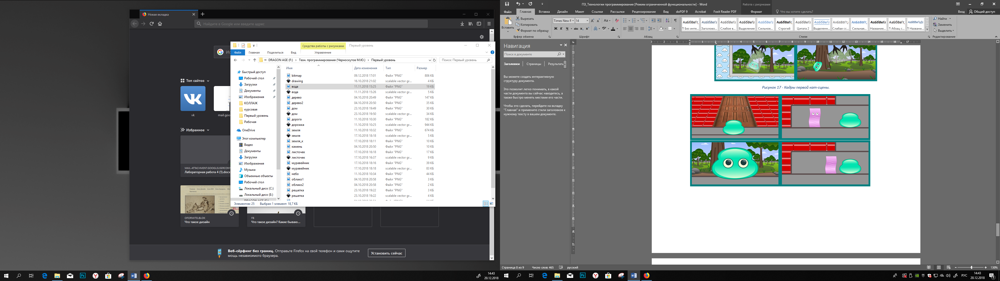 Новая вкладка
Найдите в Google или введите адрес
Топ сайтов
vk
Избранное
Лабораторная работа 4 (1).docx
OFORMITELBLOK
Что такое дизайн
FB
Что такое дизайн? Какие бываю...
Веб-сёрфинг без границ. Отправьте Firefox на свой телефон и сами ощутите
мощь независимого браузера.
Установить сейчас
Средства работы с рисунками
Первый уровень
Файл Главная Поделиться Вид Управление
« DRAGON AGE (F:) > Техн. программирования (Черноскутов М.Ю.) > Первый уровень
Поиск: Первый уровень
Быстрый доступ
Рабочий стол
Загрузки
Документы
Изображения
КОЛЛАЖ
курсовая
Первый уровень
Рабочая
OneDrive
Этот компьютер
Видео
Документы
Загрузки
Изображения
Музыка
Объемные объекты
Рабочий стол
Локальный диск (C:)
Локальный диск (E:)
Имя Дата изменения Тип Размер
bitmap 09.12.2018 17:01 Файл "PNG" 806 КБ
drawing 16.10.2018 21:02 scalable vector gr... 4 КБ
вода 11.11.2018 15:25 Файл "PNG" 19 КБ
вода 11.11.2018 15:26 scalable vector gr... 5 КБ
дерево 04.10.2018 20:49 Файл "PNG" 147 КБ
дерево2 04.10.2018 20:50 Файл "PNG" 35 КБ
дом 23.10.2018 19:49 Файл "PNG" 30 КБ
дом 23.10.2018 19:50 scalable vector gr... 34 КБ
дорога 11.10.2018 10:30 Файл "PNG" 182 КБ
дорожка 11.10.2018 10:25 scalable vector gr... 944 КБ
земля 11.10.2018 10:32 Файл "PNG" 674 КБ
земля 17.10.2018 18:18 scalable vector gr... 5 КБ
земля_к 17.10.2018 18:11 Файл "PNG" 10 КБ
камень 04.10.2018 20:50 Файл "PNG" 10 КБ
листочек 17.10.2018 16:18 Файл "PNG" 17 КБ
листочек 17.10.2018 16:37 scalable vector gr... 9 КБ
муравейник 17.10.2018 18:16 Файл "PNG" 39 КБ
муравейник 17.10.2018 18:18 scalable vector gr... 83 КБ
небо 11.10.2018 10:34 Файл "PNG" 44 КБ
облако1 04.10.2018 20:58 Файл "PNG" 3 КБ
облако2 04.10.2018 20:58 Файл "PNG" 2 КБ
решетка 23.10.2018 19:22 Файл "PNG" 3 КБ
решетка 23.10.2018 19:22 scalable vector gr... 4 КБ
Элементов: 25 Выбран 1 элемент: 18,7 КБ
14:43
20.12.2018
ПЗ_Технологии программирования [Режим ограниченной функциональности] - Word
Работа с рисунками
Файл Главная Вставка Дизайн Макет Ссылки Рассылки Рецензирование Вид doPDF 9 Acrobat Foxit Reader PDF Формат Что вы хотите сделать?
Вход Общий доступ
Вставить
Вырезать
Копировать
Формат по образцу
Буфер обмена
Times New F 14
Шрифт
Абзац
¶ Без инте... Заголово... Слабое в... Выделение Сильное... Строгий Цитата 2 Выделенн... Слабая сс... Сильная... Название... ¶ Абзац с... ¶ Названи...
Стили
Найти
Заменить
Выделить
Редактирование
Навигация
Поиск в документе
Заголовки Страницы Результаты
Вы можете создать интерактивную
структуру документа.
Это позволит легко понимать, в какой
части документа вы сейчас находитесь, а
также быстро менять местами его части.
Чтобы это сделать, перейдите на вкладку
"Главная" и примените стили заголовков к
нужному тексту в вашем документе.
Рисунок 17 - Кадры первой кат-сцены.
Страница 8 из 9 Число слов: 465 русский
130%
РУС
14:43
20.12.2018